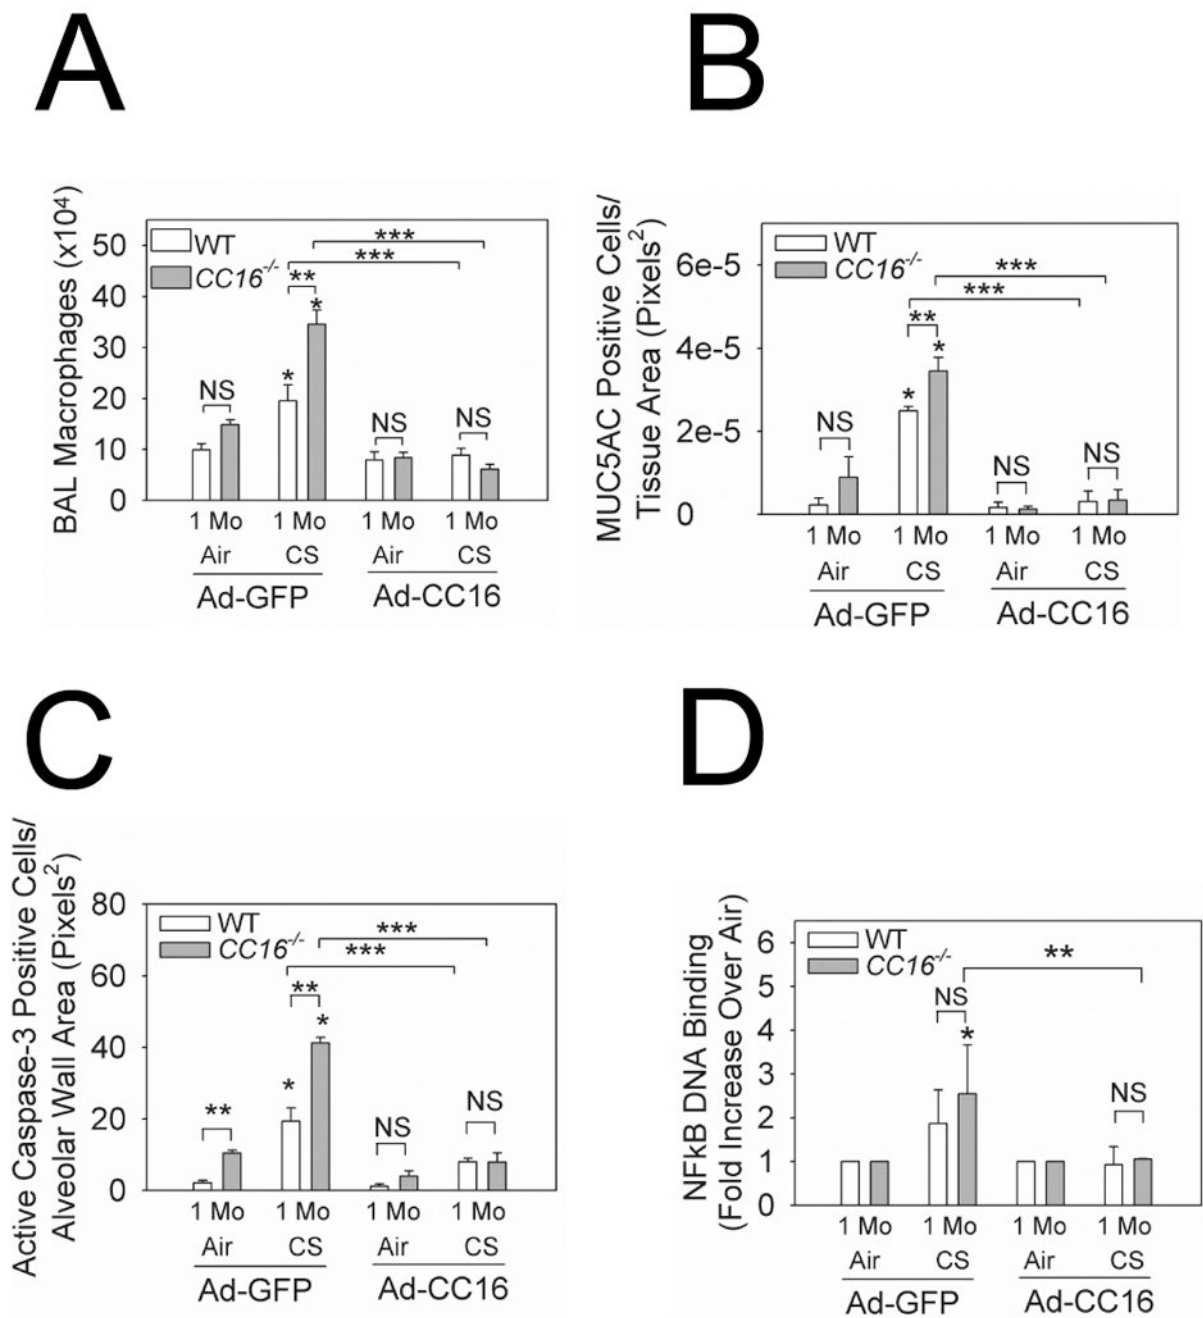 A
BAL Macrophages (x10⁴)
50
40
30
20
10
0
WT
CC16-/-
***
***
**
*
*
NS
NS
NS
1 Mo 1 Mo 1 Mo 1 Mo
Air CS Air CS
Ad-GFP Ad-CC16
B
MUC5AC Positive Cells/
Tissue Area (Pixels²)
6e-5
4e-5
2e-5
0
WT
CC16-/-
***
***
**
*
*
NS
NS
NS
1 Mo 1 Mo 1 Mo 1 Mo
Air CS Air CS
Ad-GFP Ad-CC16
C
Active Caspase-3 Positive Cells/
Alveolar Wall Area (Pixels²)
80
60
40
20
0
WT
CC16-/-
***
***
**
*
*
**
NS
NS
1 Mo 1 Mo 1 Mo 1 Mo
Air CS Air CS
Ad-GFP Ad-CC16
D
NFkB DNA Binding
(Fold Increase Over Air)
6
5
4
3
2
1
0
WT
CC16-/-
**
NS
*
NS
1 Mo 1 Mo 1 Mo 1 Mo
Air CS Air CS
Ad-GFP Ad-CC16